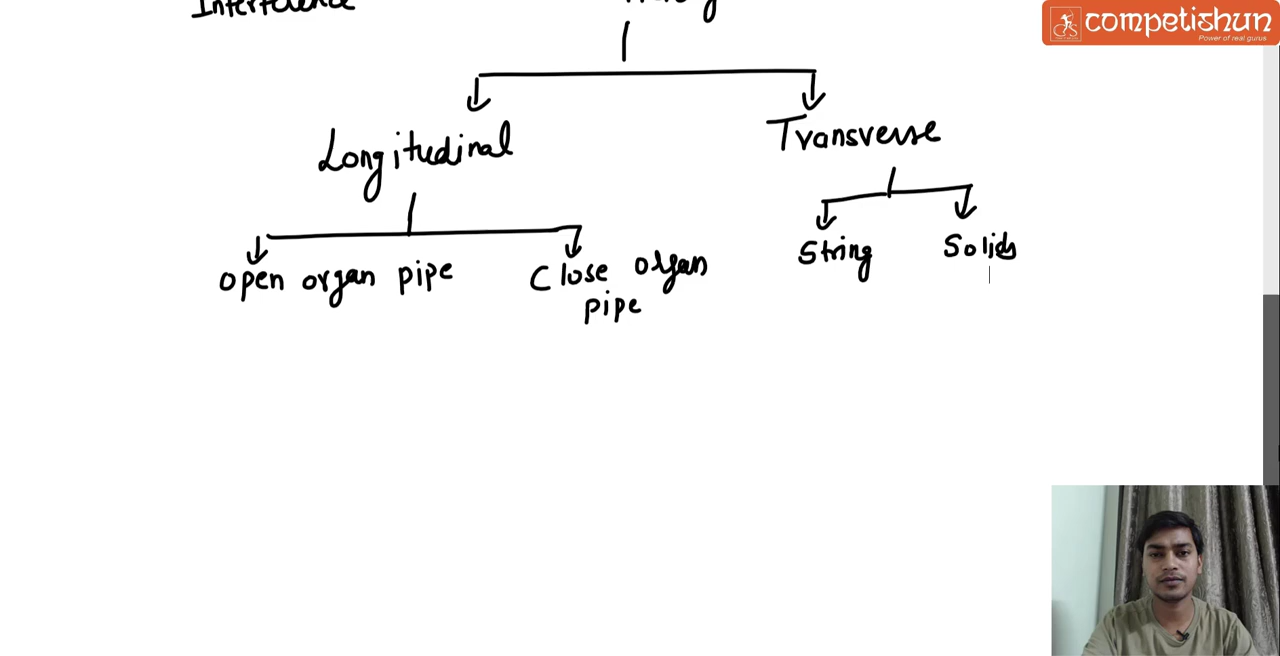 Interference
competishun
Power of real gurus
Longitudinal
Transverse
String
Solids
open organ pipe
Close organ
pipe